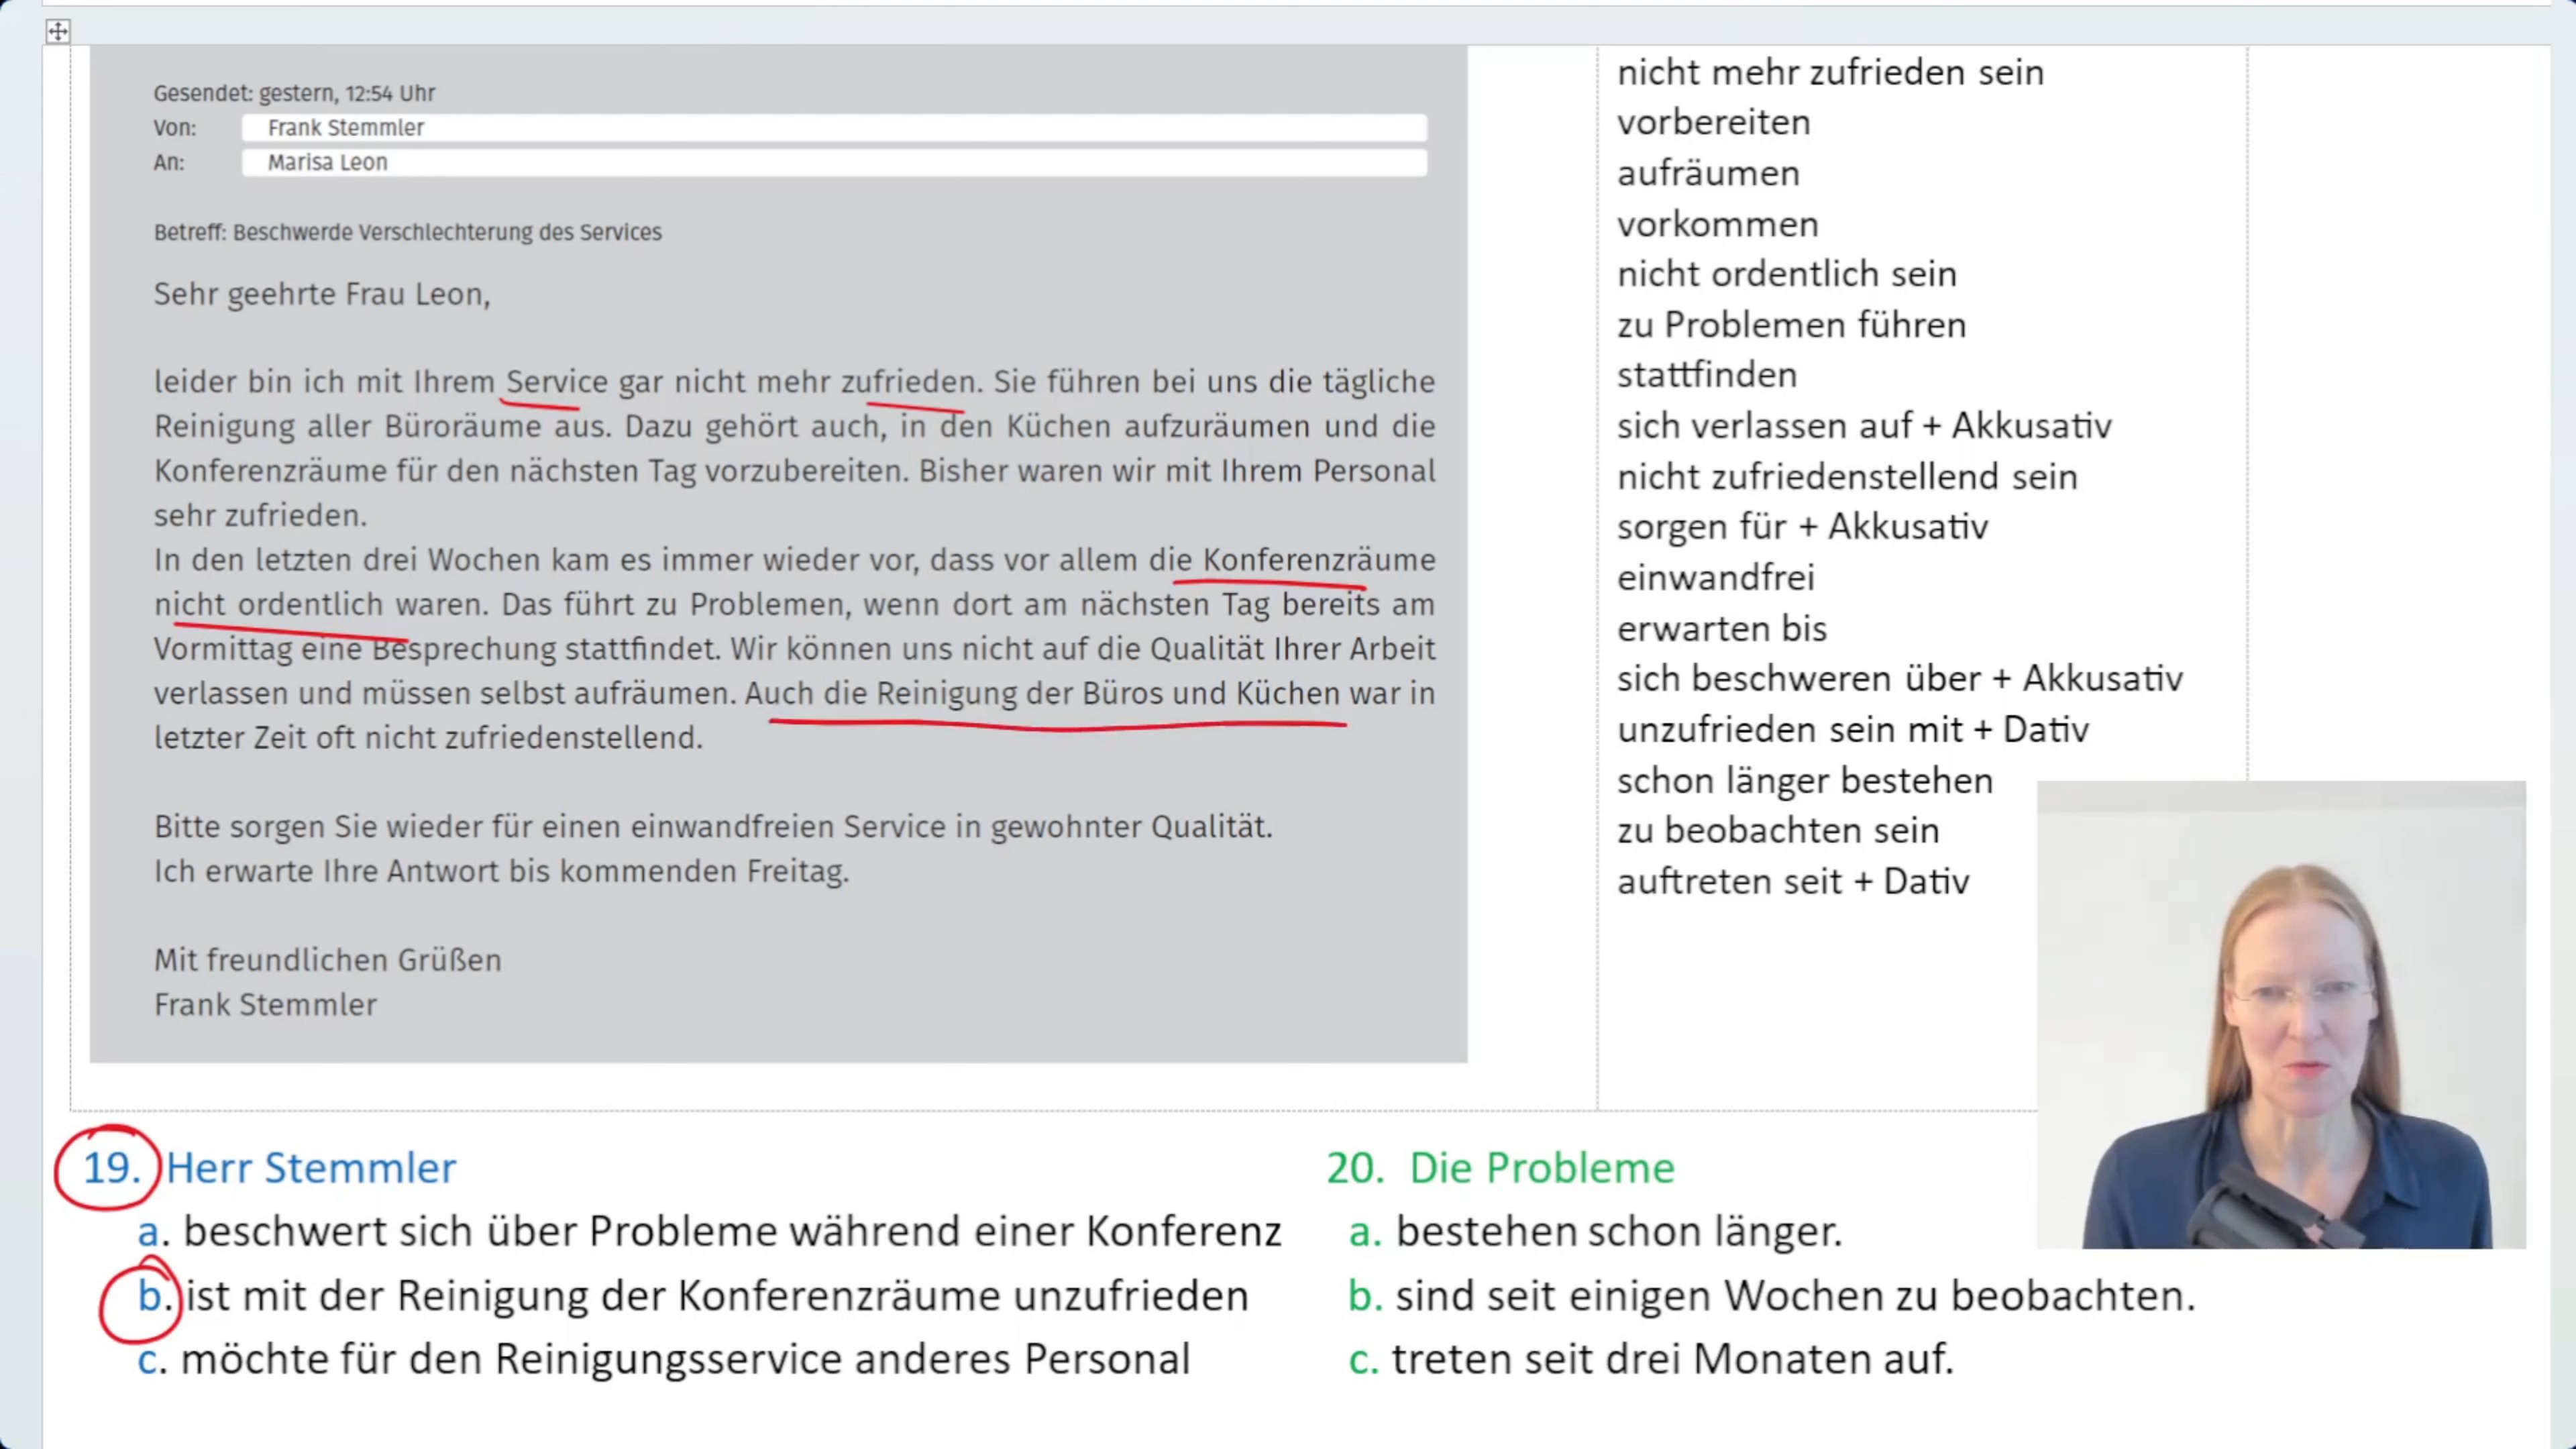 Gesendet: gestern, 12:54 Uhr
Von: Frank Stemmler
An: Marisa Leon
Betreff: Beschwerde Verschlechterung des Services
Sehr geehrte Frau Leon,
leider bin ich mit Ihrem Service gar nicht mehr zufrieden. Sie führen bei uns die tägliche
Reinigung aller Büroräume aus. Dazu gehört auch, in den Küchen aufzuräumen und die
Konferenzräume für den nächsten Tag vorzubereiten. Bisher waren wir mit Ihrem Personal
sehr zufrieden.
In den letzten drei Wochen kam es immer wieder vor, dass vor allem die Konferenzräume
nicht ordentlich waren. Das führt zu Problemen, wenn dort am nächsten Tag bereits am
Vormittag eine Besprechung stattfindet. Wir können uns nicht auf die Qualität Ihrer Arbeit
verlassen und müssen selbst aufräumen. Auch die Reinigung der Büros und Küchen war in
letzter Zeit oft nicht zufriedenstellend.
Bitte sorgen Sie wieder für einen einwandfreien Service in gewohnter Qualität.
Ich erwarte Ihre Antwort bis kommenden Freitag.
Mit freundlichen Grüßen
Frank Stemmler
nicht mehr zufrieden sein
vorbereiten
aufräumen
vorkommen
nicht ordentlich sein
zu Problemen führen
stattfinden
sich verlassen auf + Akkusativ
nicht zufriedenstellend sein
sorgen für + Akkusativ
einwandfrei
erwarten bis
sich beschweren über + Akkusativ
unzufrieden sein mit + Dativ
schon länger bestehen
zu beobachten sein
auftreten seit + Dativ
19. Herr Stemmler
a. beschwert sich über Probleme während einer Konferenz
b. ist mit der Reinigung der Konferenzräume unzufrieden
c. möchte für den Reinigungsservice anderes Personal
20. Die Probleme
a. bestehen schon länger.
b. sind seit einigen Wochen zu beobachten.
c. treten seit drei Monaten auf.